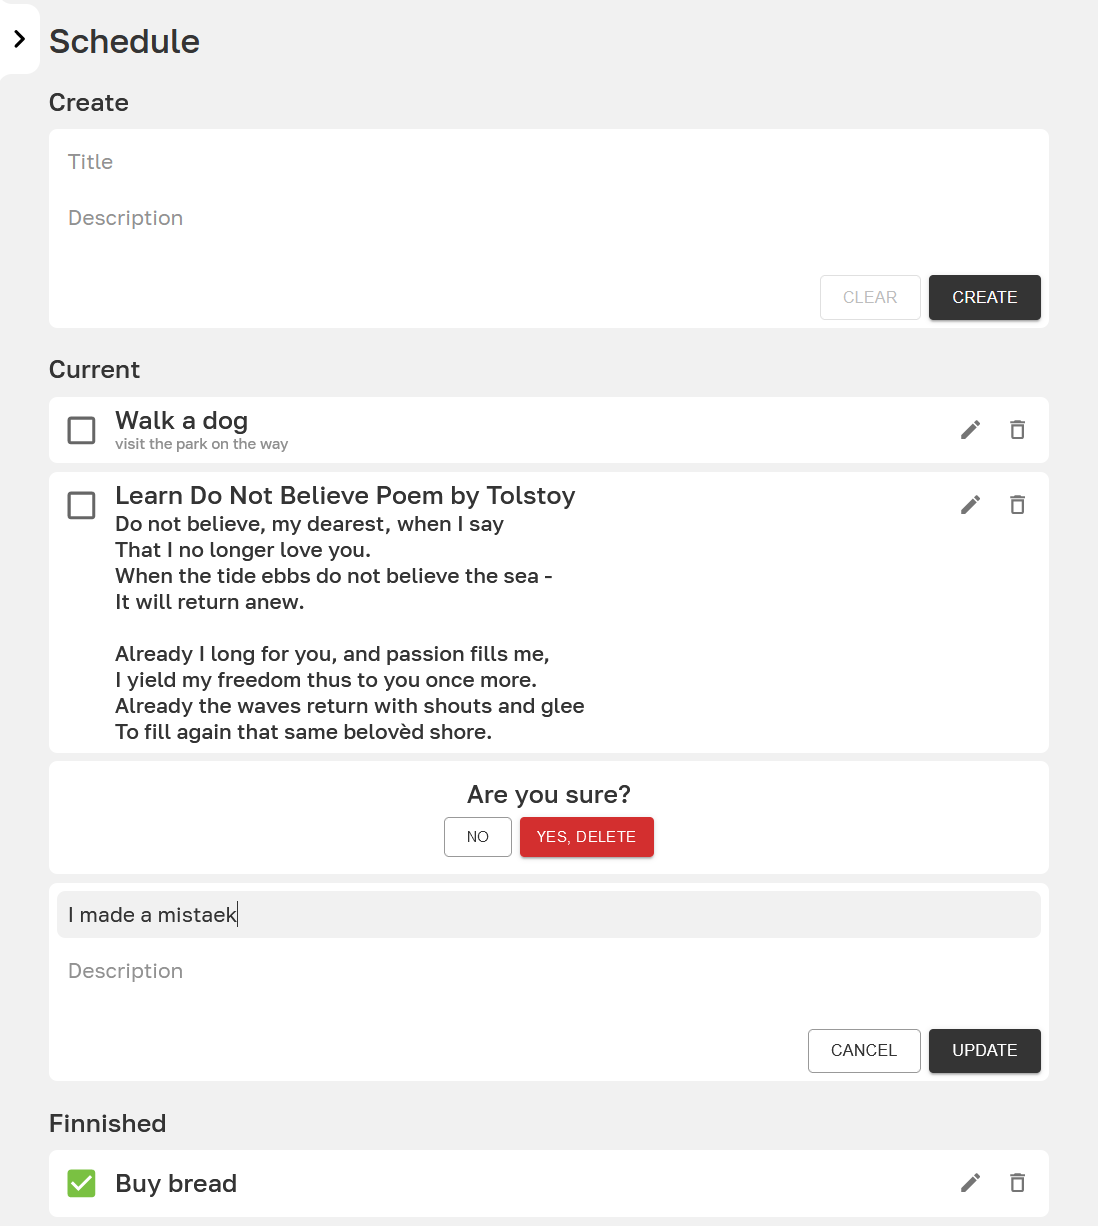 Schedule
Create
Title
Description
CLEAR
CREATE
Current
Walk a dog
visit the park on the way
Learn Do Not Believe Poem by Tolstoy
Do not believe, my dearest, when I say
That I no longer love you.
When the tide ebbs do not believe the sea -
It will return anew.
Already I long for you, and passion fills me,
I yield my freedom thus to you once more.
Already the waves return with shouts and glee
To fill again that same belovèd shore.
Are you sure?
NO
YES, DELETE
I made a mistaek
Description
CANCEL
UPDATE
Finnished
Buy bread